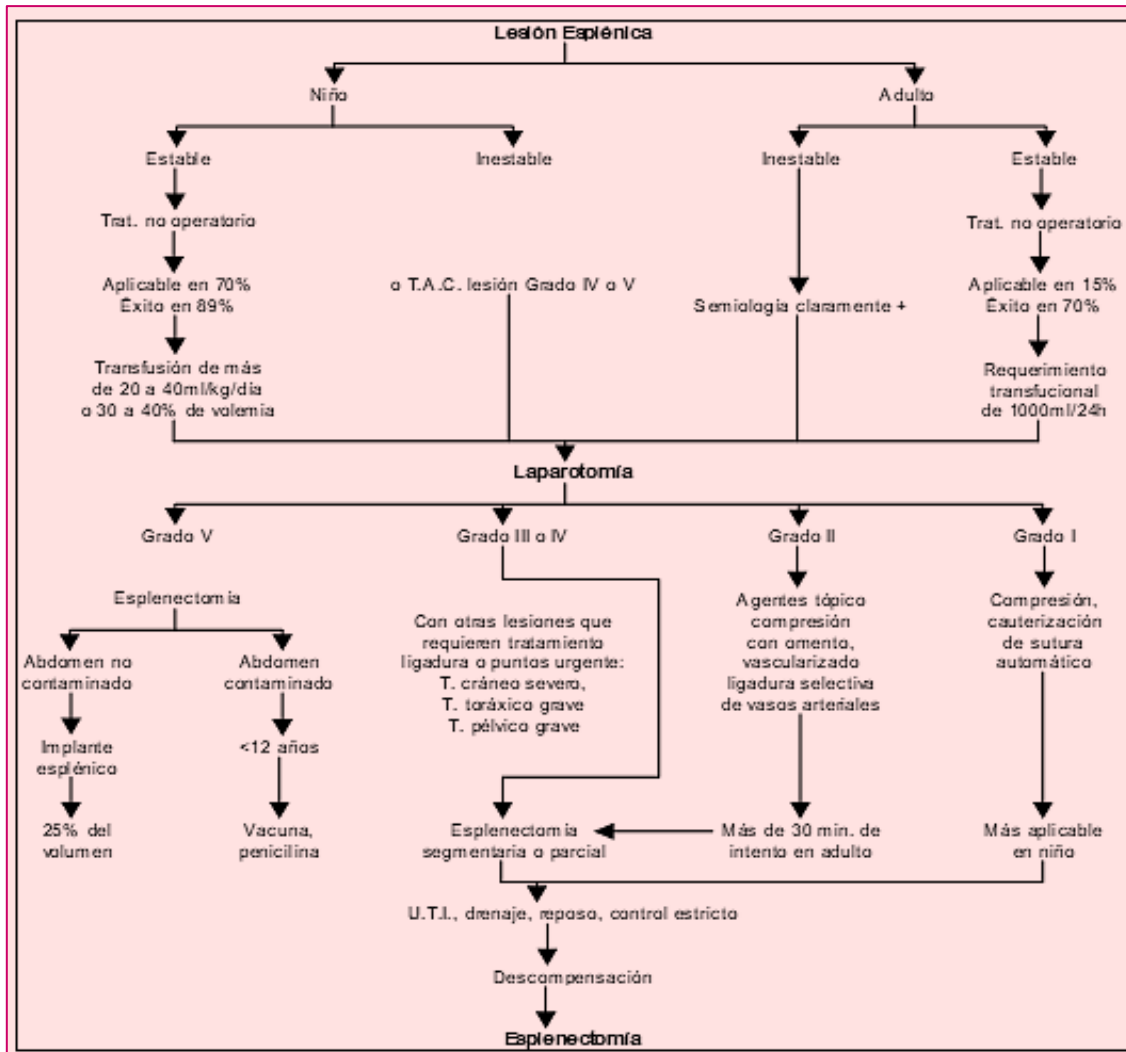 Lesión Esplénica
Niño
Adulto
Estable
Inestable
Inestable
Estable
Trat. no operatorio
Trat. no operatorio
Aplicable en 70%
Éxito en 89%
o T.A.C. lesión Grado IV o V
Semiología claramente +
Aplicable en 15%
Éxito en 70%
Transfusión de más
de 20 a 40ml/kg/día
o 30 a 40% de volemia
Requerimiento
transfucional
de 1000ml/24h
Laparotomía
Grado V
Grado III o IV
Grado II
Grado I
Esplenectomía
Abdomen no
contaminado
Abdomen
contaminado
Implante
esplénico
<12 años
25% del
volumen
Vacuna,
penicilina
Con otras lesiones que
requieren tratamiento
ligadura o puntos urgente:
T. cráneo severo,
T. toráxico grave
T. pélvico grave
Agentes tópico
compresión
con omento,
vascularizado
ligadura selectiva
de vasos arteriales
Compresión,
cauterización
de sutura
automático
Esplenectomía
segmentaria o parcial
Más de 30 min. de
intento en adulto
Más aplicable
en niño
U.T.I., drenaje, reposo, control estricto
Descompensación
Esplenectomía